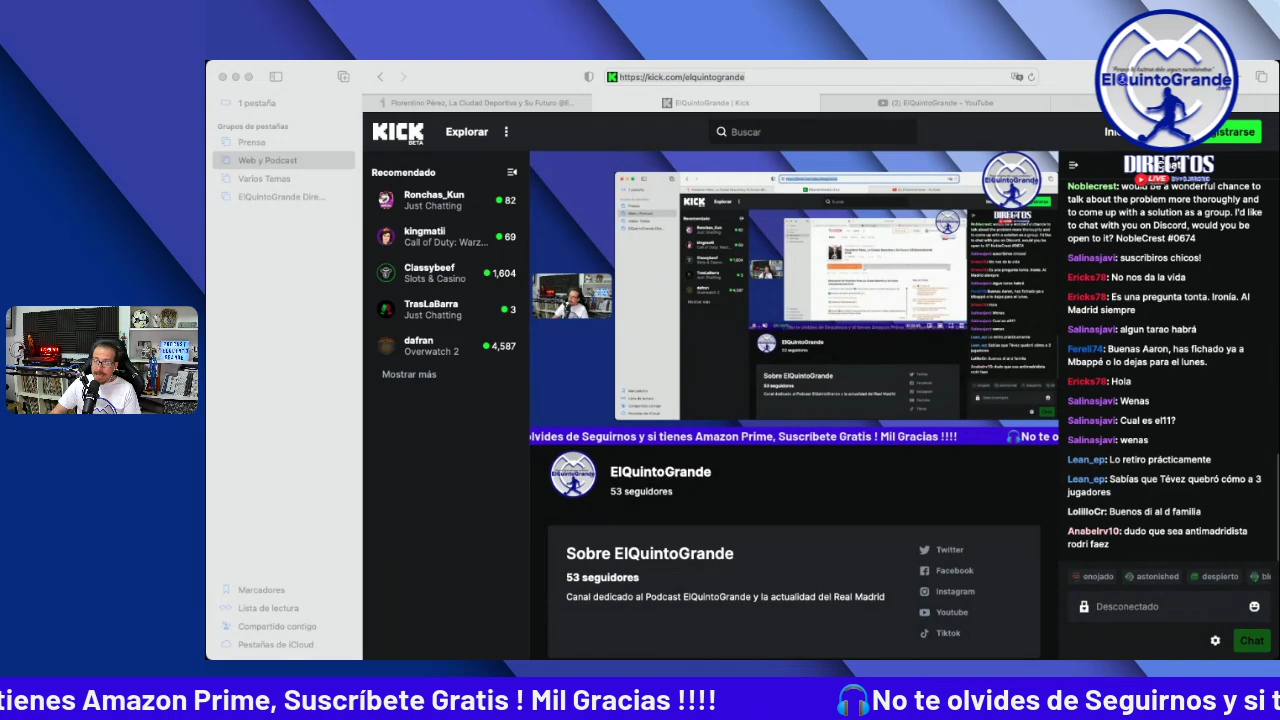 1 pestaña
Grupos de pestañas
Prensa
Web y Podcast
Varios Temas
ElQuintoGrande Dire...
Marcadores
Lista de lectura
Compartido contigo
Pestañas de iCloud
https://kick.com/elquintogrande
Florentino Pérez, La Ciudad Deportiva y Su Futuro @E...
ElQuintoGrande | Kick
(2) ElQuintoGrande - YouTube
KICK
BETA
Explorar
Buscar
Recomendado
Ronchas_Kun
Just Chatting
82
kingmatii
Call of Duty: Warz...
69
Classybeef
Slots & Casino
1,604
TrasLaBarra
Just Chatting
3
dafran
Overwatch 2
4,587
Mostrar más
olvides de Seguirnos y si tienes Amazon Prime, Suscríbete Gratis ! Mil Gracias !!!!
No te o
ElQuintoGrande
53 seguidores
Sobre ElQuintoGrande
53 seguidores
Canal dedicado al Podcast ElQuintoGrande y la actualidad del Real Madrid
Twitter
Facebook
Instagram
Youtube
Tiktok
ElQuintoGrande
.com
DIRECTOS
LIVE
Noblecrest: would be a wonderful chance to
talk about the problem more thoroughly and
to come up with a solution as a group. I'd like
to chat with you on Discord, would you be
open to it? NobleCrest #0674
Salinasjavi: suscribiros chicos!
Ericks78: No nos da la vida
Ericks78: Es una pregunta tonta. Ironía. Al
Madrid siempre
Salinasjavi: algun tarao habrá
Ferell74: Buenas Aaron, has fichado ya a
Mbappé o lo dejas para el lunes.
Ericks78: Hola
Salinasjavi: Wenas
Salinasjavi: Cual es el11?
Salinasjavi: wenas
Lean_ep: Lo retiro prácticamente
Lean_ep: Sabías que Tévez quebró cómo a 3
jugadores
LolilloCr: Buenos di al d familia
Anabelrv10: dudo que sea antimadridista
rodri faez
enojado
astonished
despierto
Desconectado
Chat
tienes Amazon Prime, Suscríbete Gratis ! Mil Gracias !!!!
No te olvides de Seguirnos y si t